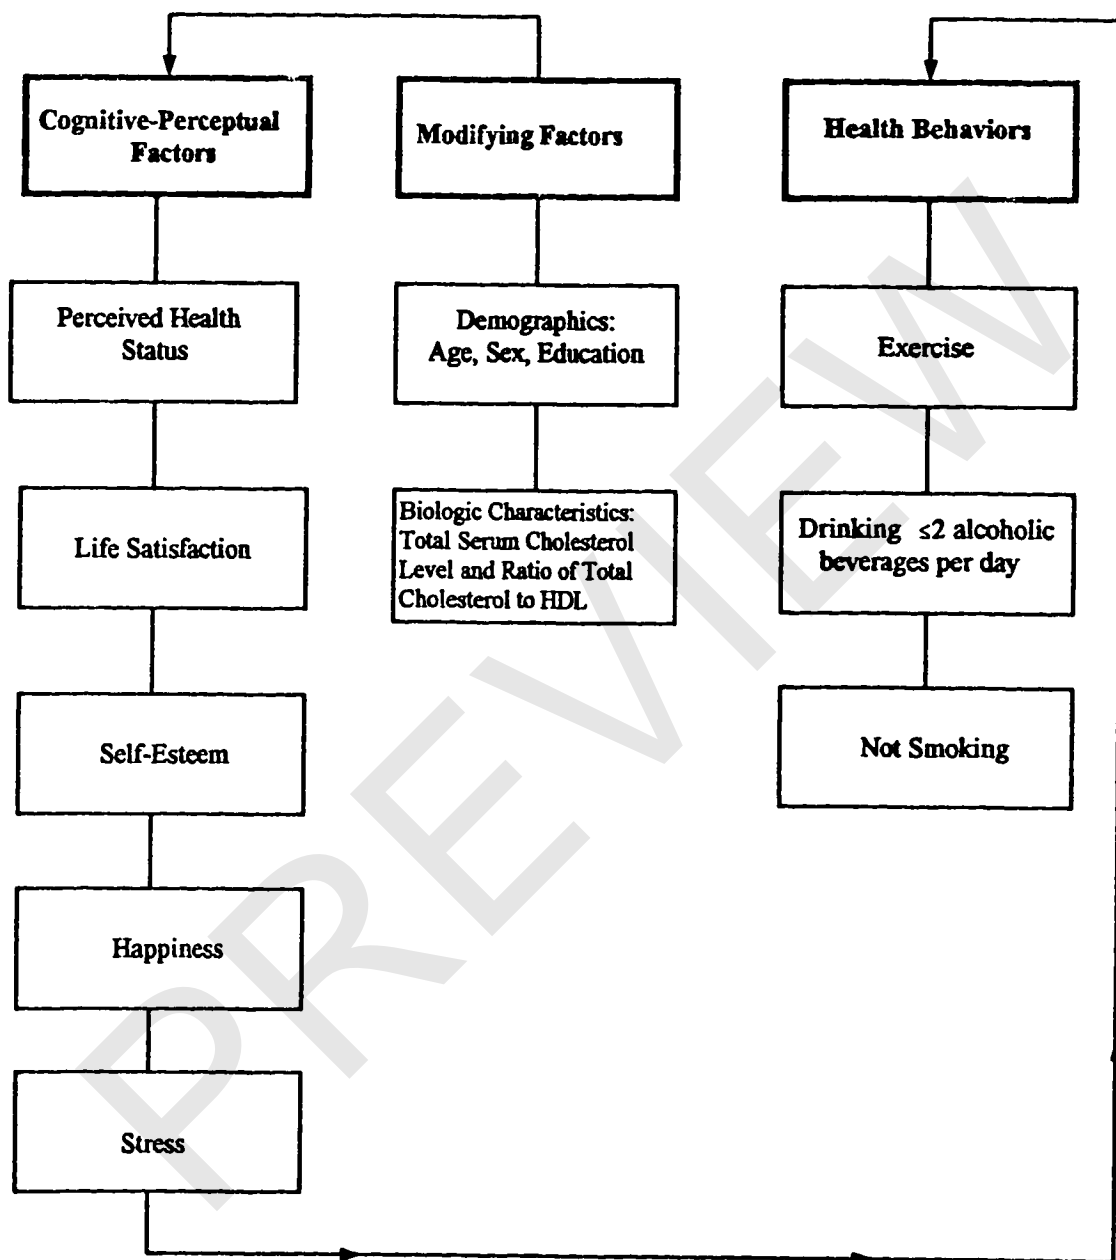 Cognitive-Perceptual
Factors
Perceived Health
Status
Life Satisfaction
Self-Esteem
Happiness
Stress
Modifying Factors
Demographics:
Age, Sex, Education
Biologic Characteristics:
Total Serum Cholesterol
Level and Ratio of Total
Cholesterol to HDL
Health Behaviors
Exercise
Drinking ≤2 alcoholic
beverages per day
Not Smoking
PREVIEW